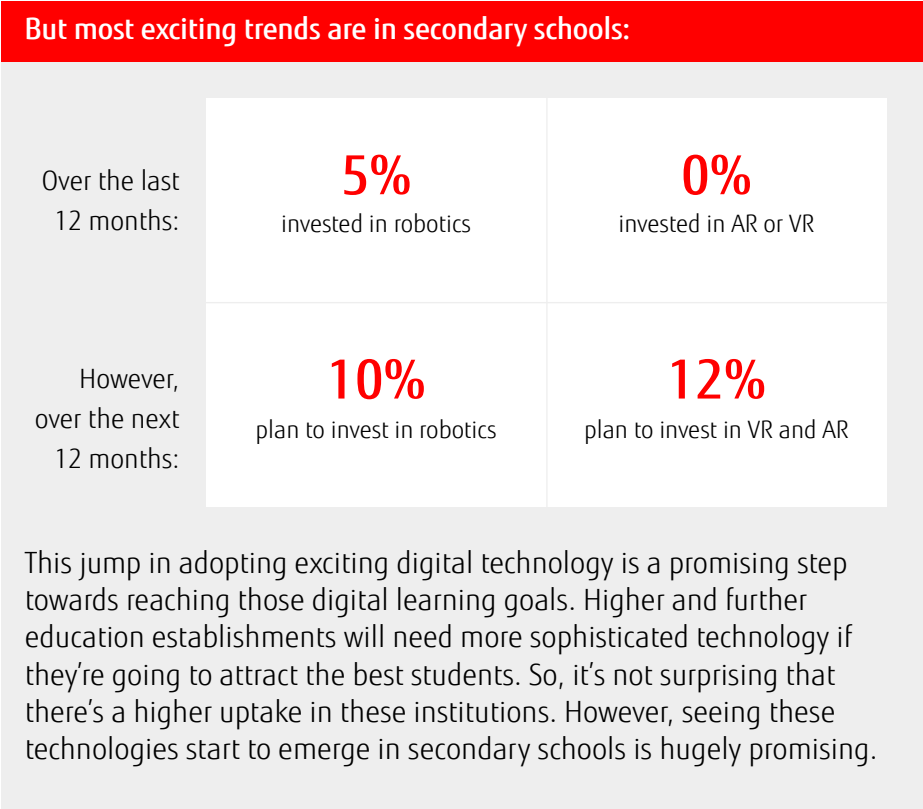 But most exciting trends are in secondary schools:
Over the last
12 months:
5%
invested in robotics
0%
invested in AR or VR
However,
over the next
12 months:
10%
plan to invest in robotics
12%
plan to invest in VR and AR
This jump in adopting exciting digital technology is a promising step
towards reaching those digital learning goals. Higher and further
education establishments will need more sophisticated technology if
they’re going to attract the best students. So, it’s not surprising that
there’s a higher uptake in these institutions. However, seeing these
technologies start to emerge in secondary schools is hugely promising.